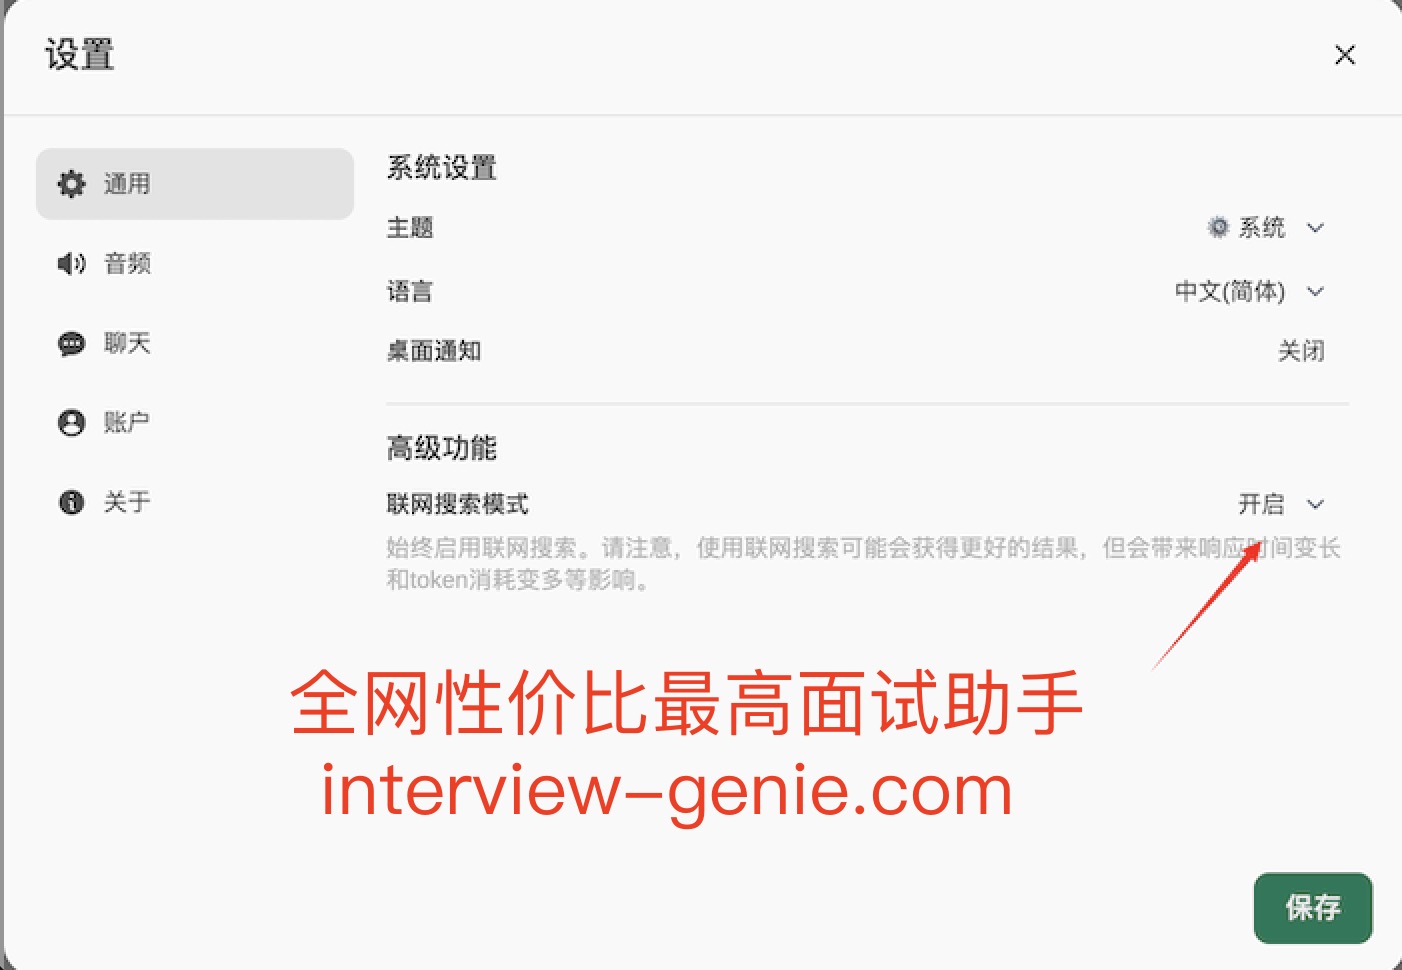 设置
通用
音频
聊天
账户
关于
系统设置
主题
系统
语言
中文(简体)
桌面通知
关闭
高级功能
联网搜索模式
开启
始终启用联网搜索。请注意，使用联网搜索可能会获得更好的结果，但会带来响应时间变长
和token消耗变多等影响。
全网性价比最高面试助手
interview-genie.com
保存